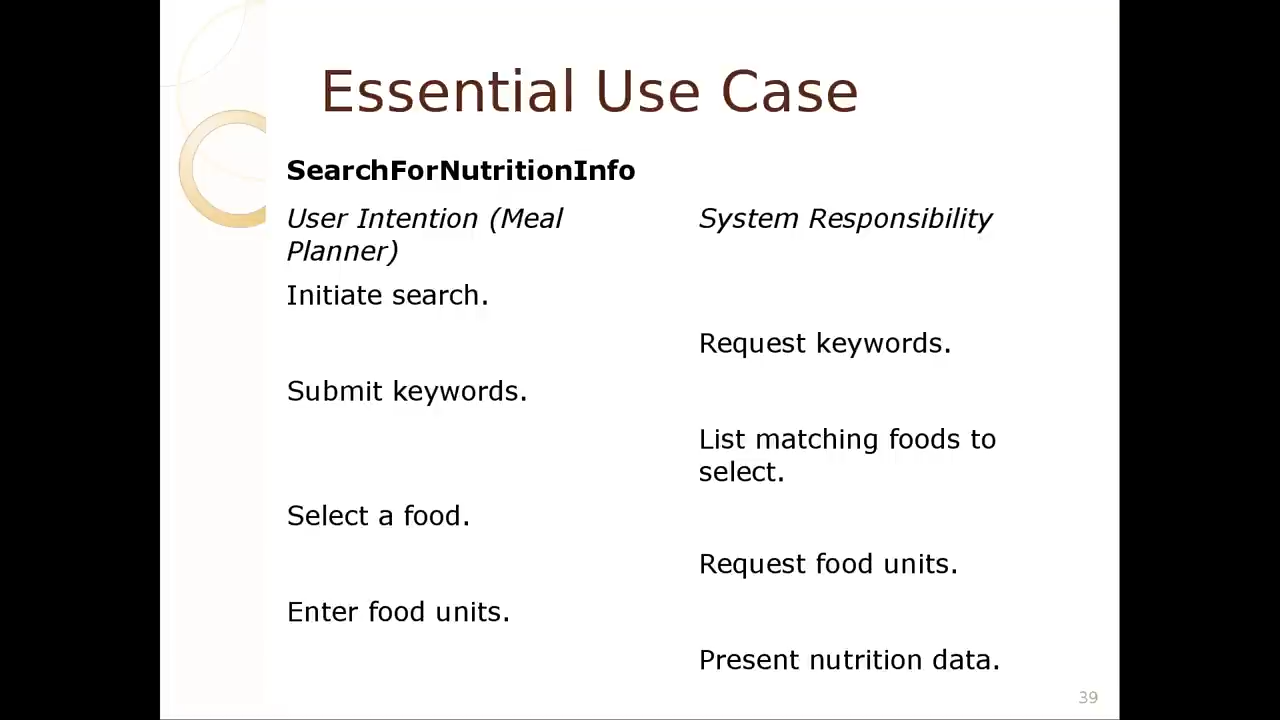 Essential Use Case
SearchForNutritionInfo
User Intention (Meal
Planner)
System Responsibility
Initiate search.
Request keywords.
Submit keywords.
List matching foods to
select.
Select a food.
Request food units.
Enter food units.
Present nutrition data.
39